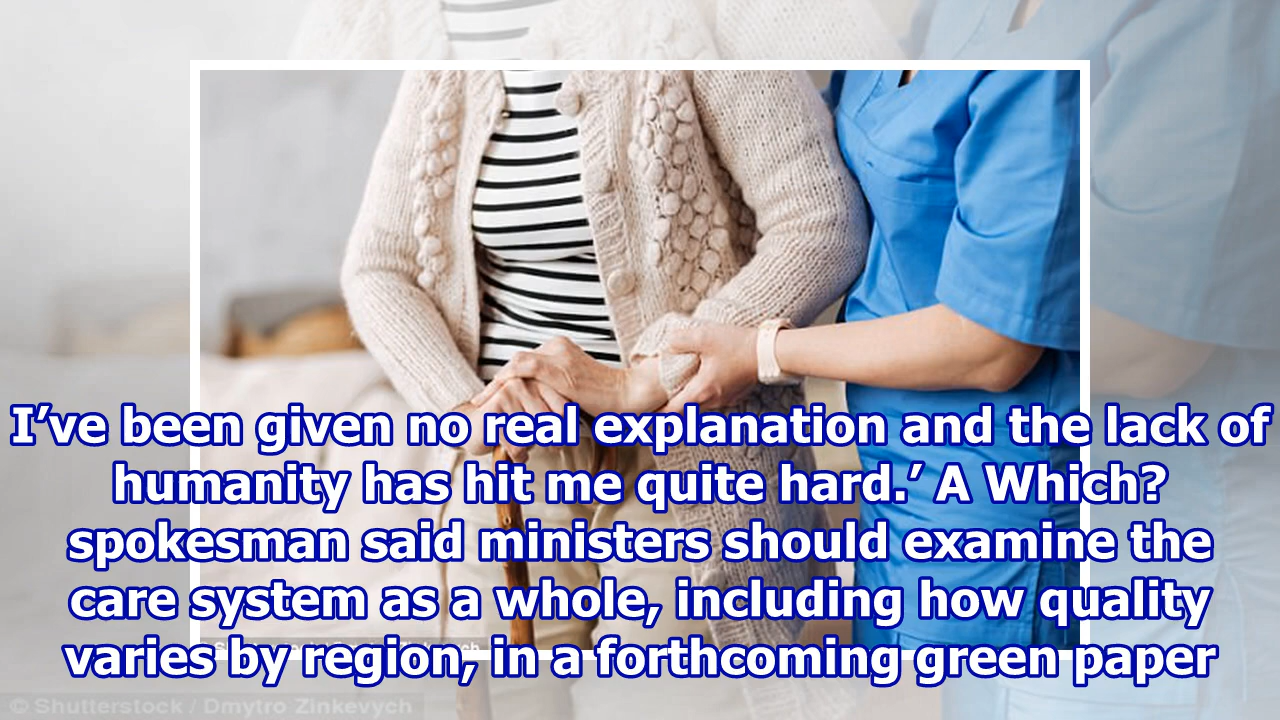 I’ve been given no real explanation and the lack of
humanity has hit me quite hard.’ A Which?
spokesman said ministers should examine the
care system as a whole, including how quality
varies by region, in a forthcoming green paper
© Shutterstock / Dmytro Zinkevych